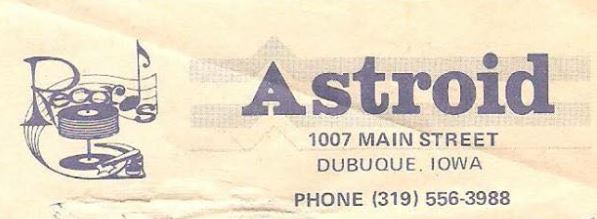 Records
Astroid
1007 MAIN STREET
DUBUQUE, IOWA
PHONE (319) 556-3988